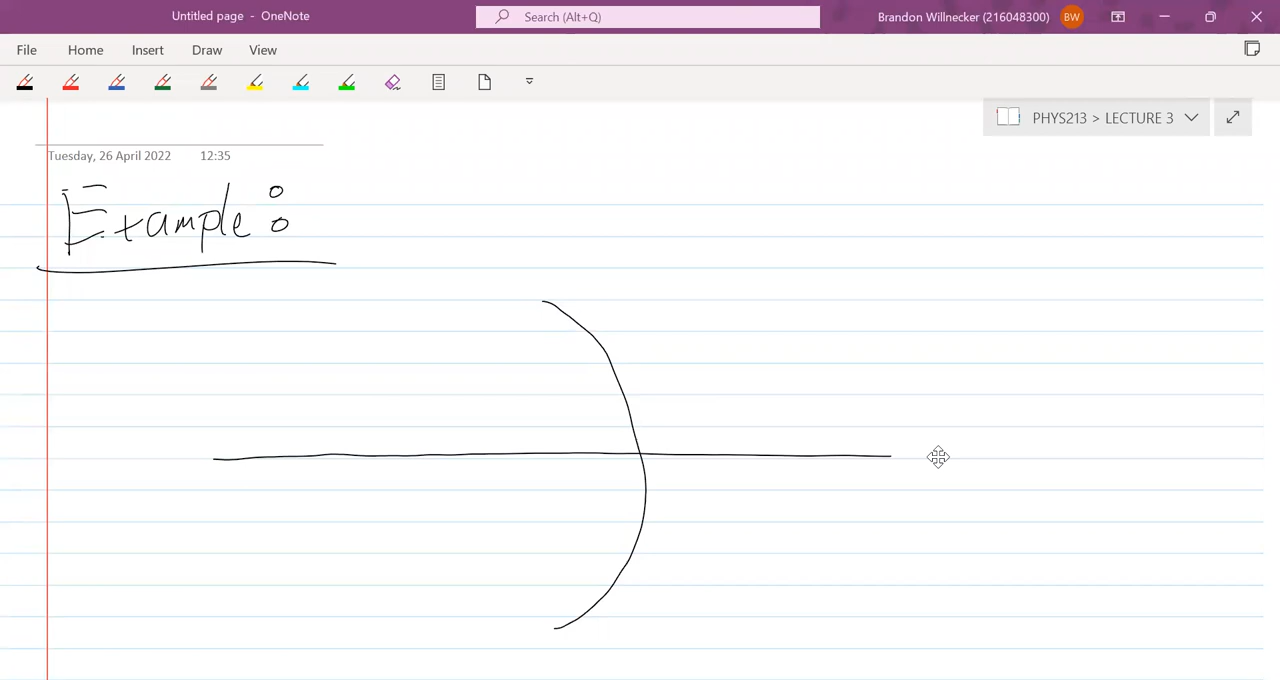 Untitled page - OneNote
Search (Alt+Q)
Brandon Willnecker (216048300)
BW
File Home Insert Draw View
PHYS213 > LECTURE 3
Tuesday, 26 April 2022 12:35
Example: